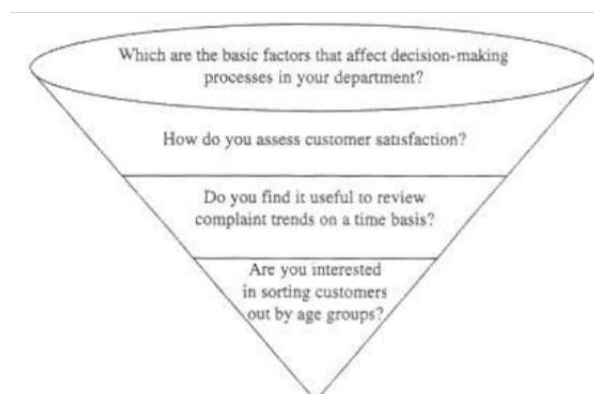 Which are the basic factors that affect decision-making
processes in your department?
How do you assess customer satisfaction?
Do you find it useful to review
complaint trends on a time basis?
Are you interested
in sorting customers
out by age groups?